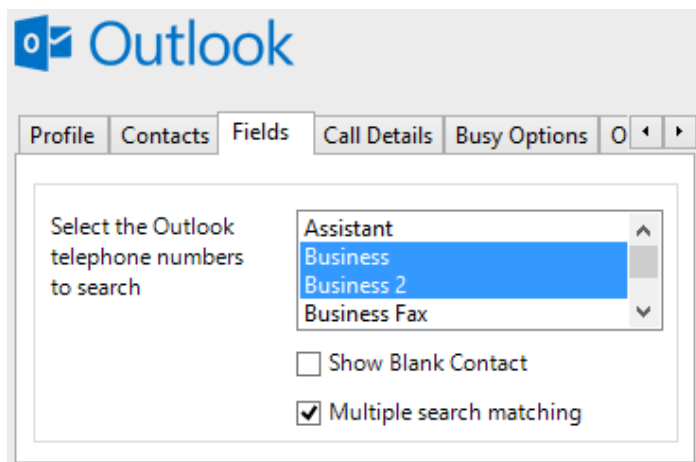 Outlook
Profile Contacts Fields Call Details Busy Options O
Select the Outlook
telephone numbers
to search
Assistant
Business
Business 2
Business Fax
Show Blank Contact
Multiple search matching